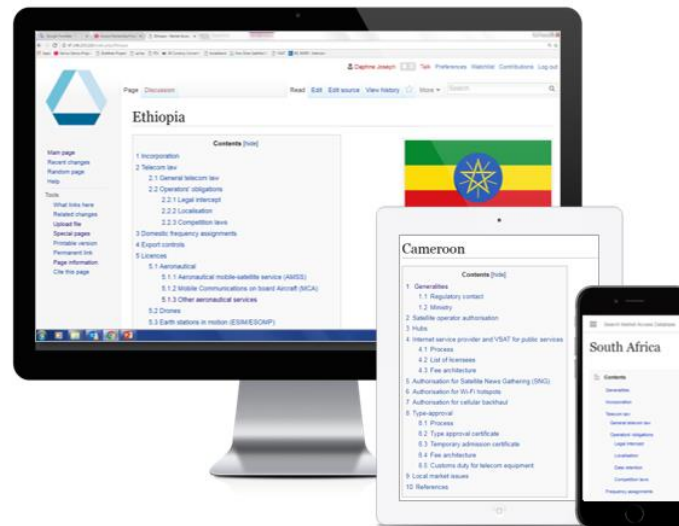 Daphne Joseph Talk Preferences Watchlist Contributions Log out
Page Discussion Read Edit Edit source View history More Search
Ethiopia
Main page
Recent changes
Random page
Help
Tools
What links here
Related changes
Upload file
Special pages
Printable version
Permanent link
Page information
Cite this page
Contents [hide]
1 Incorporation
2 Telecom law
2.1 General telecom law
2.2 Operators' obligations
2.2.1 Legal intercept
2.2.2 Localisation
2.2.3 Competition laws
3 Domestic frequency assignments
4 Export controls
5 Licences
5.1 Aeronautical
5.1.1 Aeronautical mobile-satellite service (AMSS)
5.1.2 Mobile Communications on board Aircraft (MCA)
5.1.3 Other aeronautical services
5.2 Drones
5.3 Earth stations in motion (ESIM/ESOMP)
Cameroon
Contents [hide]
1 Generalities
1.1 Regulatory contact
1.2 Ministry
2 Satellite operator authorisation
3 Hubs
4 Internet service provider and VSAT for public services
4.1 Process
4.2 List of licensees
4.3 Fee architecture
5 Authorisation for Satellite News Gathering (SNG)
6 Authorisation for Wi-Fi hotspots
7 Authorisation for cellular backhaul
8 Type-approval
8.1 Process
8.2 Type approval certificate
8.3 Temporary admission certificate
8.4 Fee architecture
8.5 Customs duty for telecom equipment
9 Local market issues
10 References
Search Market Access Database
South Africa
Contents
Generalities
Incorporation
Telecom law
General telecom law
Operators' obligations
Legal intercept
Localisation
Data retention
Competition laws
Frequency assignments